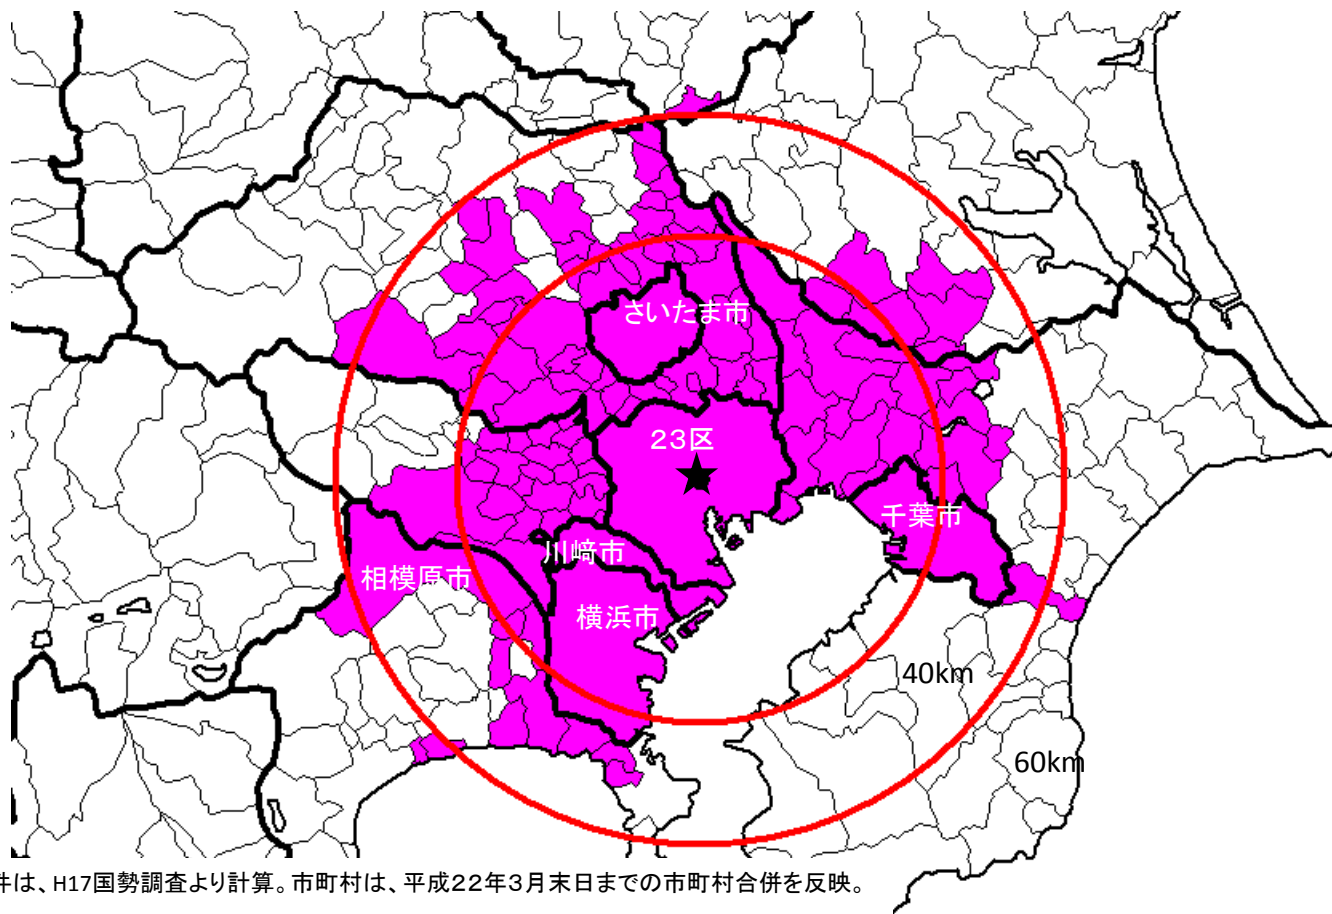 さいたま市
23区
千葉市
川﨑市
相模原市
横浜市
40km
60km
件は、H17国勢調査より計算。市町村は、平成22年3月末日までの市町村合併を反映。